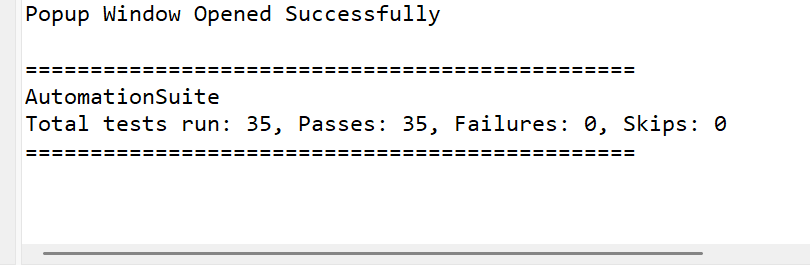 Popup Window Opened Successfully
===============================================
AutomationSuite
Total tests run: 35, Passes: 35, Failures: 0, Skips: 0
===============================================